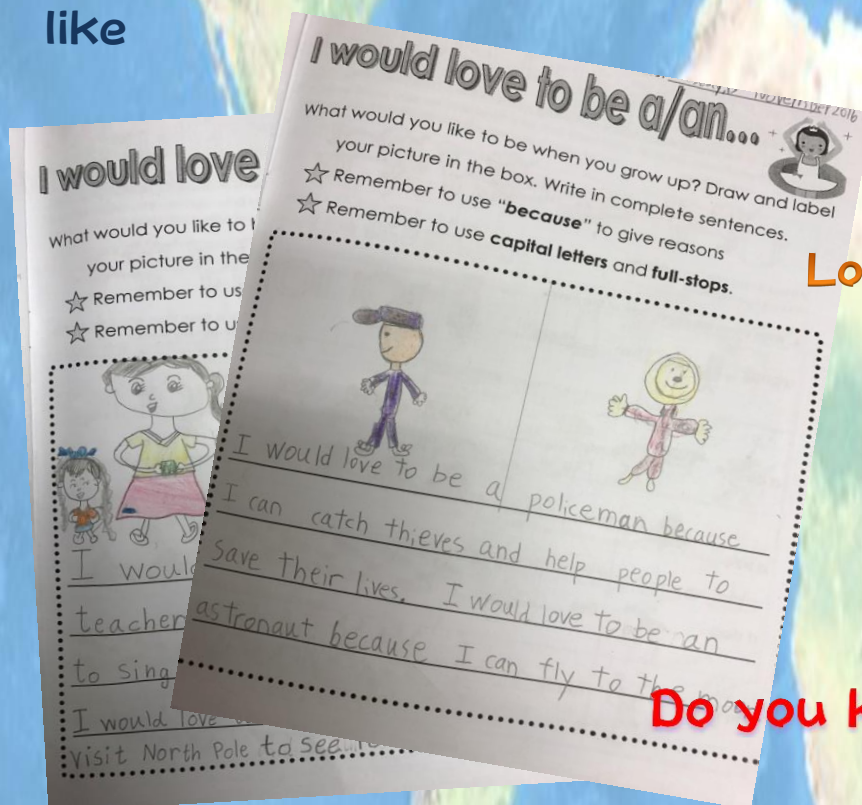 like
I would love to be a/an...
November 2016
What would you like to be when you grow up? Draw and label
your picture in the box. Write in complete sentences.
Remember to use "because" to give reasons
Remember to use capital letters and full-stops.
I would love to be a policeman because
I can catch thieves and help people to
save their lives. I would love to be an
astronaut because I can fly to the
I would love
What would you like to
your picture in the
Remember to us
Remember to u
I would
teacher
to sing
I would love
visit North Pole to see
Lo
Do you